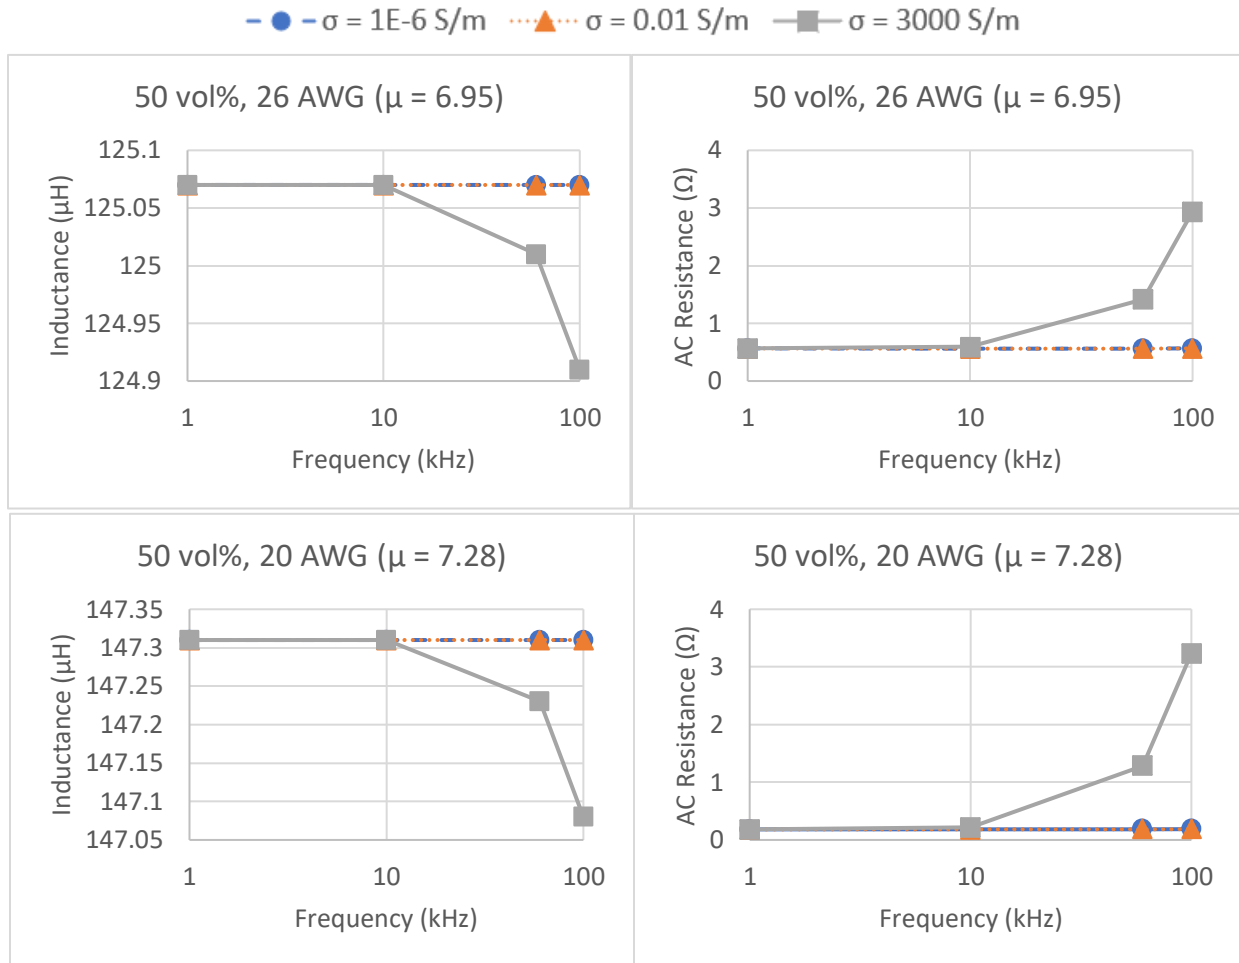 σ = 1E-6 S/m σ = 0.01 S/m σ = 3000 S/m
50 vol%, 26 AWG (μ = 6.95)
Inductance (μH)
125.1
125.05
125
124.95
124.9
1 10 100
Frequency (kHz)
50 vol%, 26 AWG (μ = 6.95)
AC Resistance (Ω)
4
3
2
1
0
1 10 100
Frequency (kHz)
50 vol%, 20 AWG (μ = 7.28)
Inductance (μH)
147.35
147.3
147.25
147.2
147.15
147.1
147.05
1 10 100
Frequency (kHz)
50 vol%, 20 AWG (μ = 7.28)
AC Resistance (Ω)
4
3
2
1
0
1 10 100
Frequency (kHz)